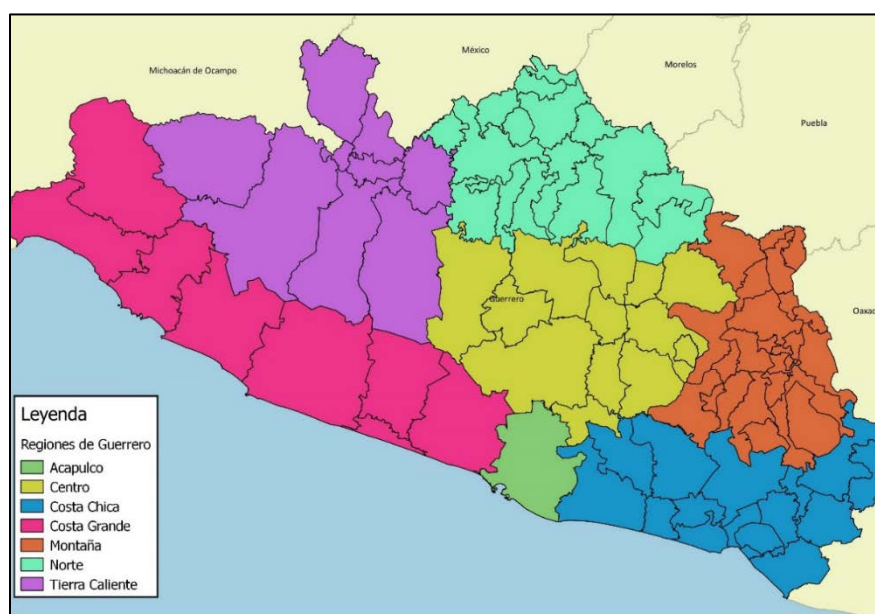 México
Michoacán de Ocampo
Morelos
Puebla
Guerrero
Oaxac
Leyenda
Regiones de Guerrero
Acapulco
Centro
Costa Chica
Costa Grande
Montaña
Norte
Tierra Caliente